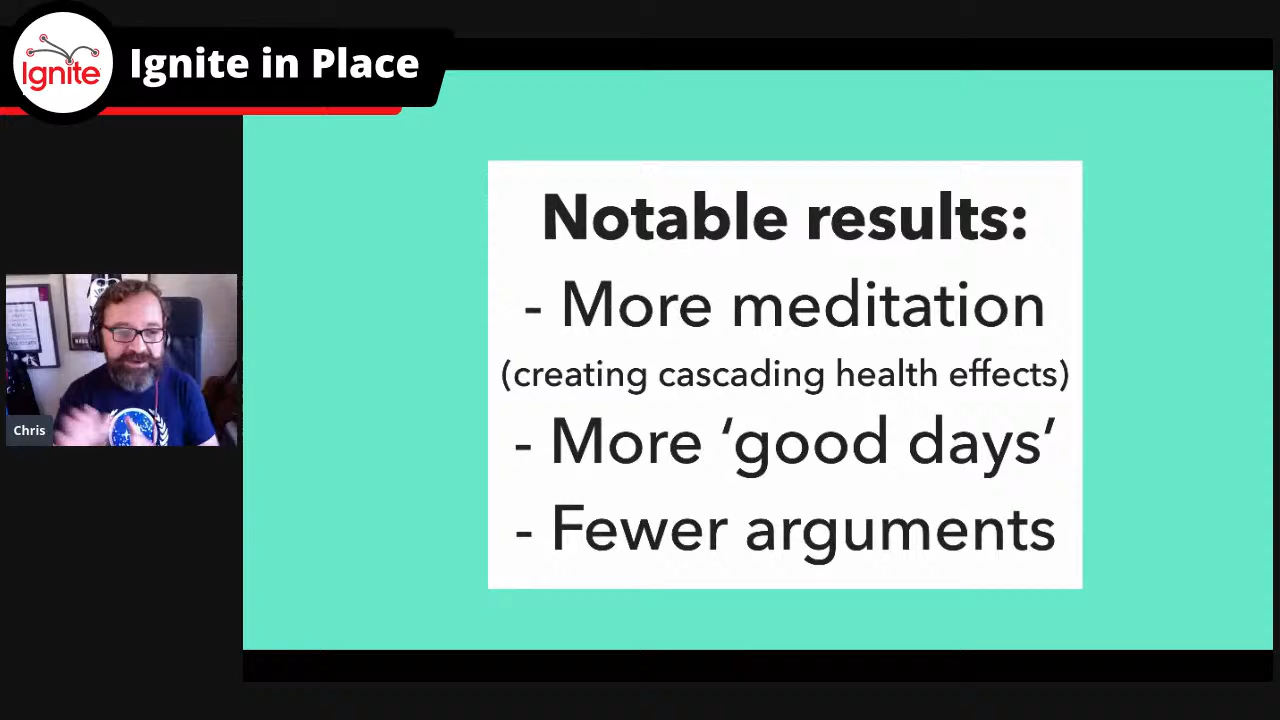 Ignite
Ignite in Place
Notable results:
- More meditation
(creating cascading health effects)
- More ‘good days’
- Fewer arguments
Chris